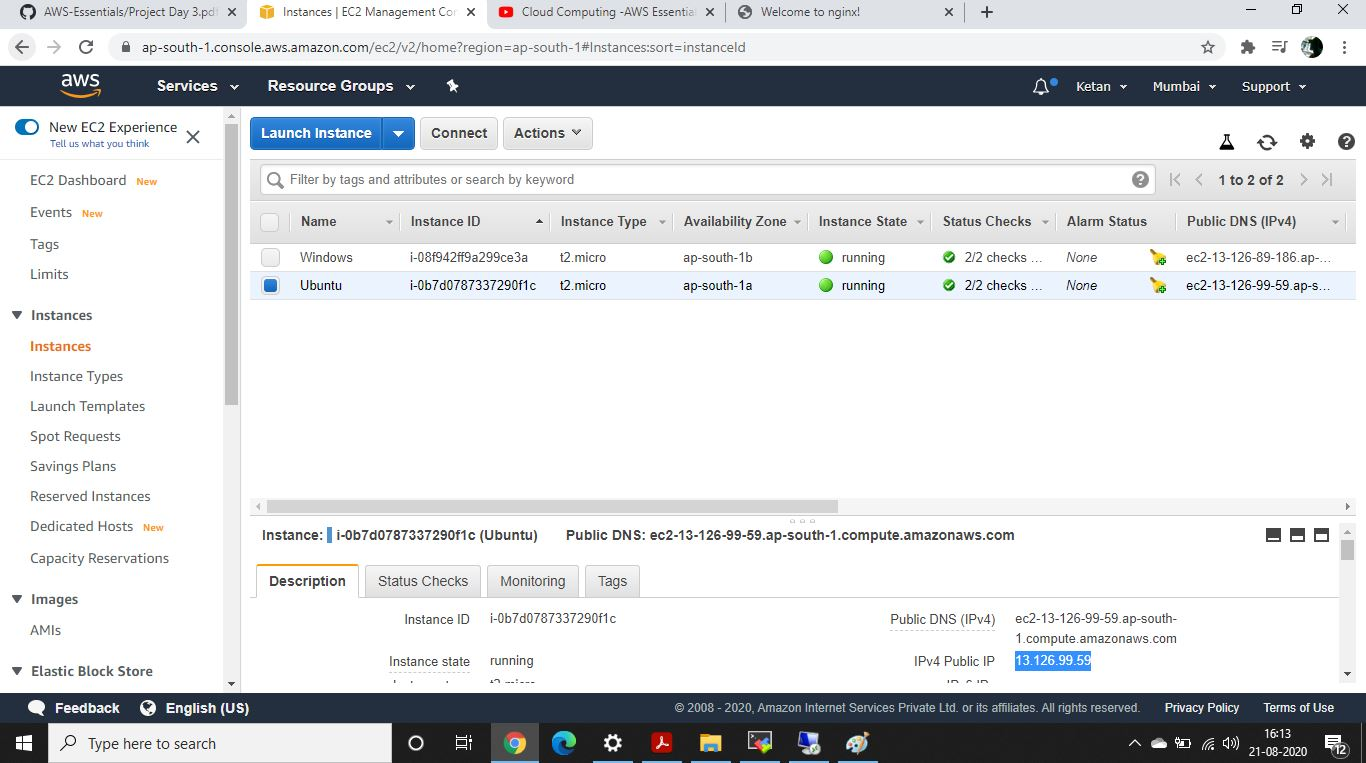 AWS-Essentials/Project Day 3.pdf
Instances | EC2 Management Con
Cloud Computing -AWS Essentia
Welcome to nginx!
ap-south-1.console.aws.amazon.com/ec2/v2/home?region=ap-south-1#Instances:sort=instanceId
aws
Services
Resource Groups
Ketan
Mumbai
Support
New EC2 Experience
Tell us what you think
EC2 Dashboard New
Events New
Tags
Limits
Instances
Instances
Instance Types
Launch Templates
Spot Requests
Savings Plans
Reserved Instances
Dedicated Hosts New
Capacity Reservations
Images
AMIs
Elastic Block Store
Launch Instance
Connect
Actions
Filter by tags and attributes or search by keyword
1 to 2 of 2
Name Instance ID Instance Type Availability Zone Instance State Status Checks Alarm Status Public DNS (IPv4)
Windows i-08f942ff9a299ce3a t2.micro ap-south-1b running 2/2 checks ... None ec2-13-126-89-186.ap-...
Ubuntu i-0b7d0787337290f1c t2.micro ap-south-1a running 2/2 checks ... None ec2-13-126-99-59.ap-s...
Instance: i-0b7d0787337290f1c (Ubuntu) Public DNS: ec2-13-126-99-59.ap-south-1.compute.amazonaws.com
Description
Status Checks
Monitoring
Tags
Instance ID i-0b7d0787337290f1c
Instance state running
t2.micro
Public DNS (IPv4) ec2-13-126-99-59.ap-south-
1.compute.amazonaws.com
IPv4 Public IP 13.126.99.59
Feedback
English (US)
© 2008 - 2020, Amazon Internet Services Private Ltd. or its affiliates. All rights reserved.
Privacy Policy
Terms of Use
Type here to search
16:13
21-08-2020
12